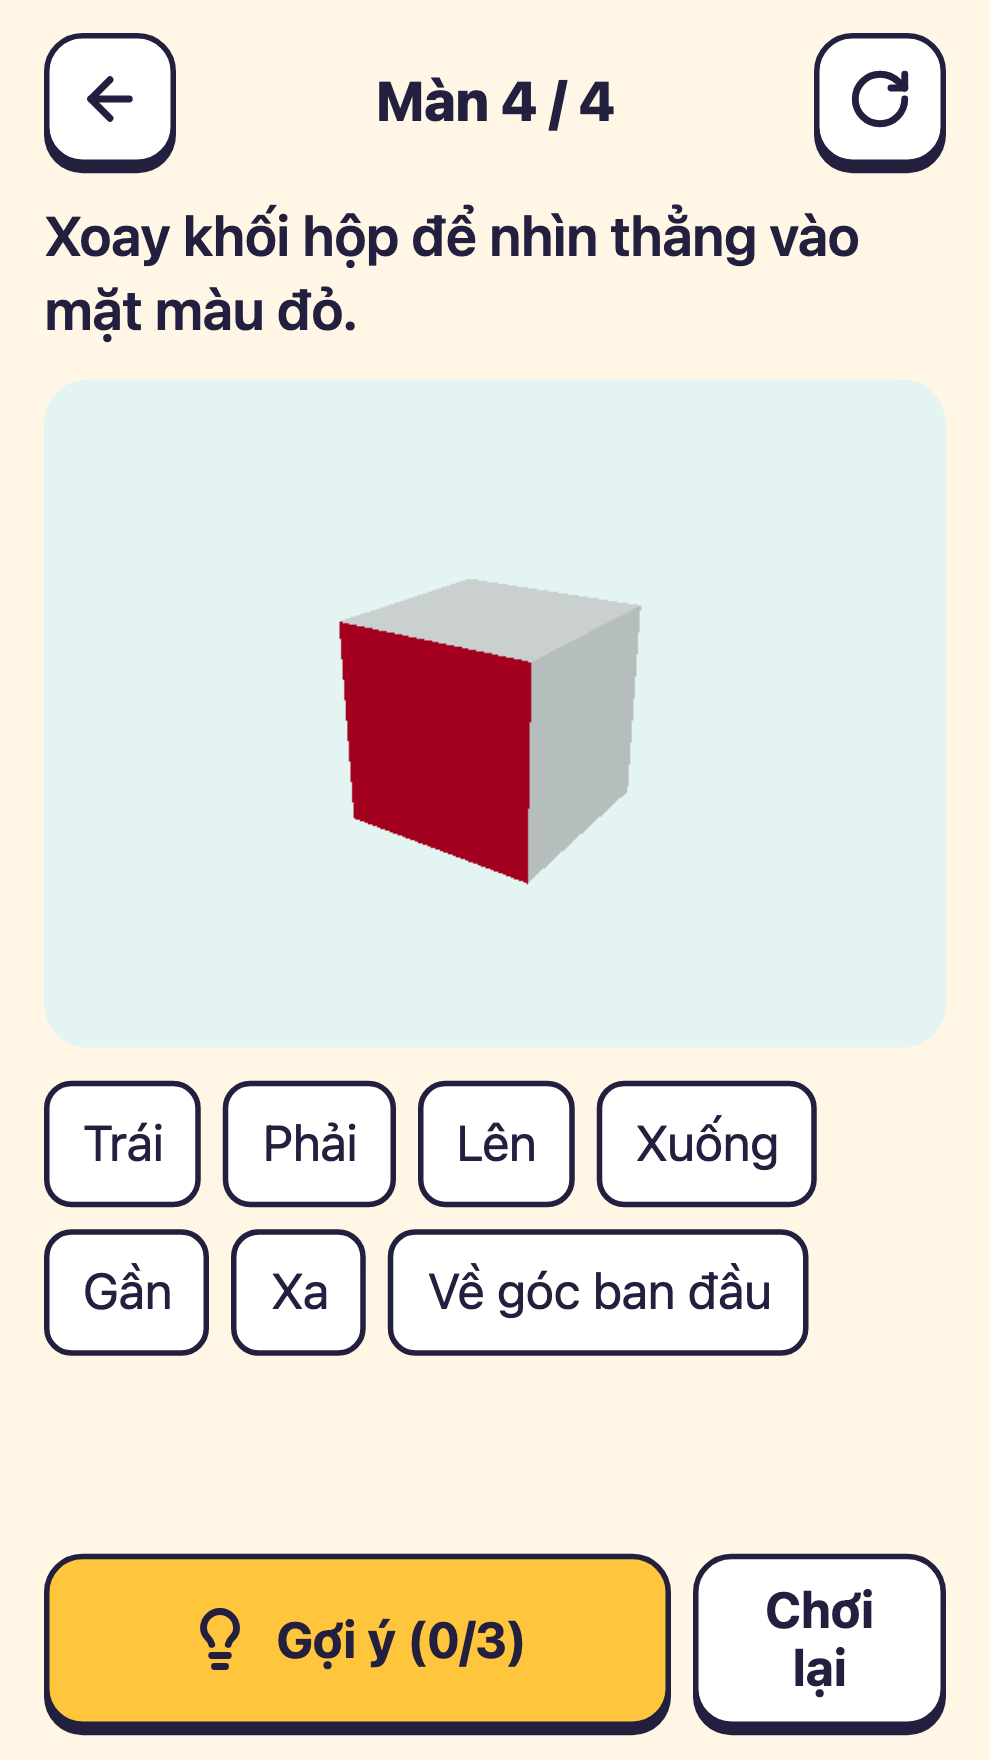 Màn 4 / 4
Xoay khối hộp để nhìn thẳng vào
mặt màu đỏ.
Trái
Phải
Lên
Xuống
Gần
Xa
Về góc ban đầu
Gợi ý (0/3)
Chơi
lại